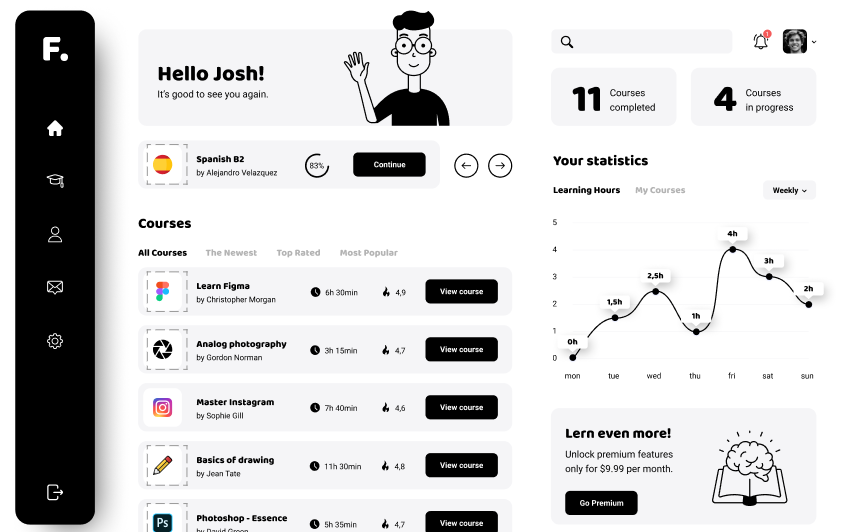 F.
Hello Josh!
It's good to see you again.
1
11
Courses
completed
4
Courses
in progress
Spanish B2
by Alejandro Velazquez
83%
Continue
Courses
All Courses The Newest Top Rated Most Popular
Learn Figma
by Christopher Morgan
6h 30min
4,9
View course
Analog photography
by Gordon Norman
3h 15min
4,7
View course
Master Instagram
by Sophie Gill
7h 40min
4,6
View course
Basics of drawing
by Jean Tate
11h 30min
4,8
View course
Ps
Photoshop - Essence
by David Green
5h 35min
4,7
View course
Your statistics
Learning Hours My Courses
Weekly
5
4
3
2
1
0
0h
1,5h
2,5h
1h
4h
3h
2h
mon tue wed thu fri sat sun
Lern even more!
Unlock premium features
only for $9.99 per month.
Go Premium